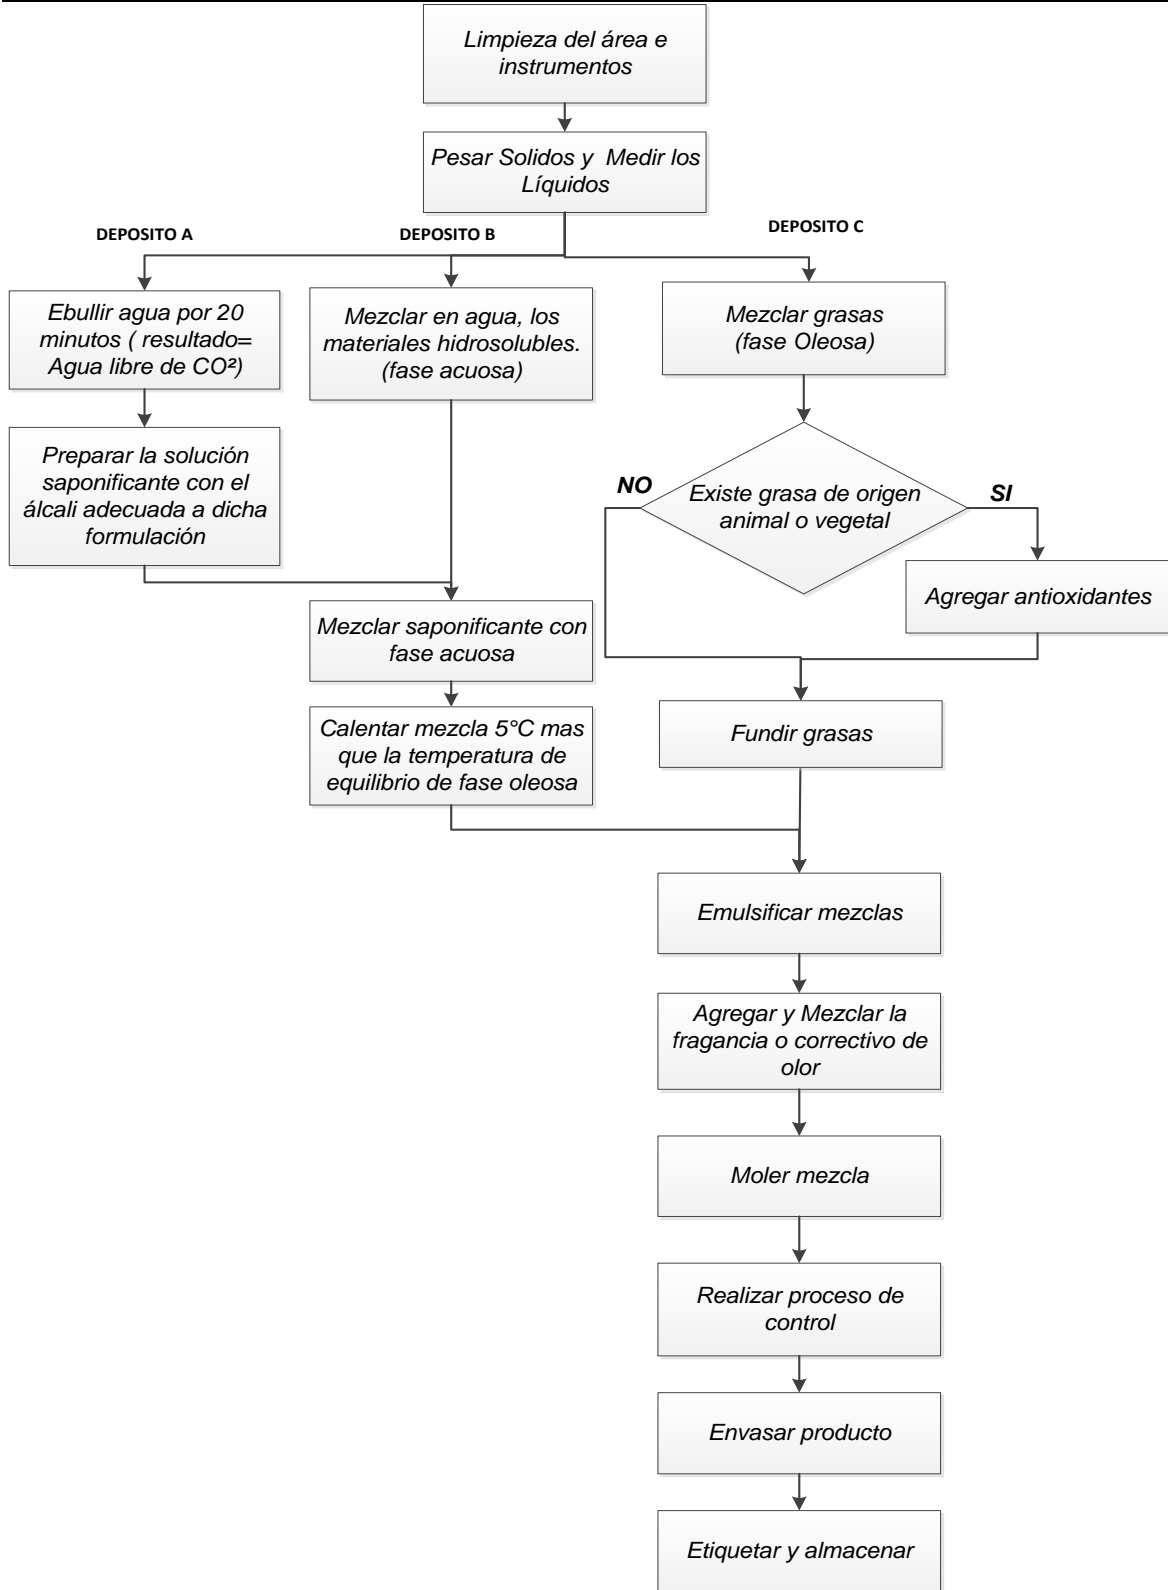 Limpieza del área e
instrumentos
Pesar Solidos y Medir los
Líquidos
DEPOSITO A
DEPOSITO B
DEPOSITO C
Ebullir agua por 20
minutos ( resultado=
Agua libre de CO²)
Mezclar en agua, los
materiales hidrosolubles.
(fase acuosa)
Mezclar grasas
(fase Oleosa)
Preparar la solución
saponificante con el
álcali adecuada a dicha
formulación
NO
Existe grasa de origen
animal o vegetal
SI
Agregar antioxidantes
Mezclar saponificante con
fase acuosa
Calentar mezcla 5°C mas
que la temperatura de
equilibrio de fase oleosa
Fundir grasas
Emulsificar mezclas
Agregar y Mezclar la
fragancia o correctivo de
olor
Moler mezcla
Realizar proceso de
control
Envasar producto
Etiquetar y almacenar